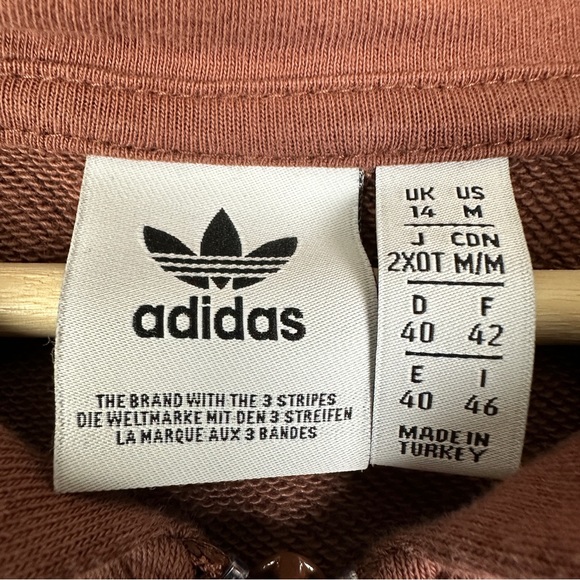 adidas
THE BRAND WITH THE 3 STRIPES
DIE WELTMARKE MIT DEN 3 STREIFEN
LA MARQUE AUX 3 BANDES
UK US
14 M
J CDN
2XOT M/M
D F
40 42
E I
40 46
MADE IN
TURKEY